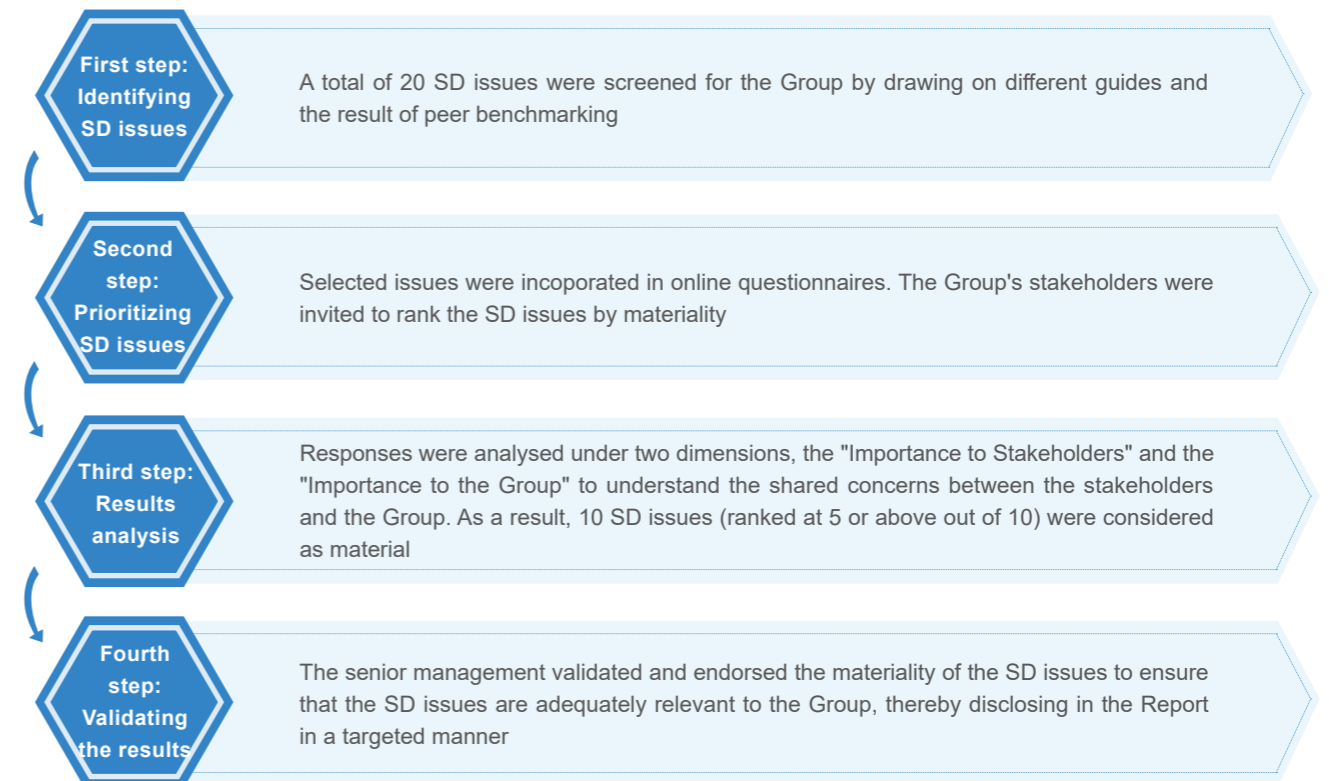 First step:
Identifying
SD issues
A total of 20 SD issues were screened for the Group by drawing on different guides and
the result of peer benchmarking
Second
step:
Prioritizing
SD issues
Selected issues were incoporated in online questionnaires. The Group's stakeholders were
invited to rank the SD issues by materiality
Third step:
Results
analysis
Responses were analysed under two dimensions, the "Importance to Stakeholders" and the
"Importance to the Group" to understand the shared concerns between the stakeholders
and the Group. As a result, 10 SD issues (ranked at 5 or above out of 10) were considered
as material
Fourth
step:
Validating
the results
The senior management validated and endorsed the materiality of the SD issues to ensure
that the SD issues are adequately relevant to the Group, thereby disclosing in the Report
in a targeted manner